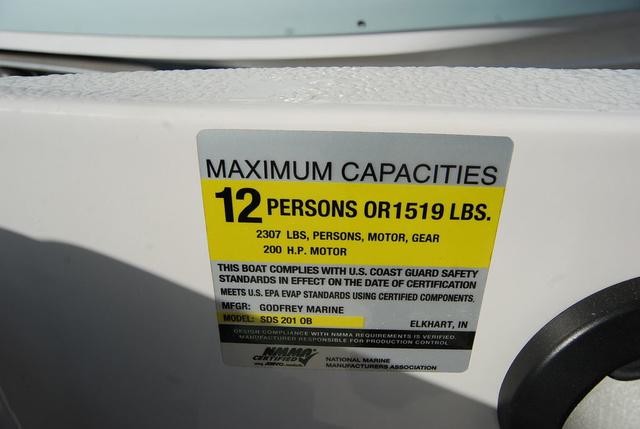 MAXIMUM CAPACITIES
12 PERSONS OR 1519 LBS.
2307 LBS, PERSONS, MOTOR, GEAR
200 H.P. MOTOR
THIS BOAT COMPLIES WITH U.S. COAST GUARD SAFETY
STANDARDS IN EFFECT ON THE DATE OF CERTIFICATION
MEETS U.S. EPA EVAP STANDARDS USING CERTIFIED COMPONENTS.
MFGR: GODFREY MARINE
MODEL: SDS 201 OB ELKHART, IN
DESIGN COMPLIANCE WITH NMMA REQUIREMENTS IS VERIFIED.
MANUFACTURER RESPONSIBLE FOR PRODUCTION CONTROL.
NMMA
CERTIFIED
NATIONAL MARINE
MANUFACTURERS ASSOCIATION